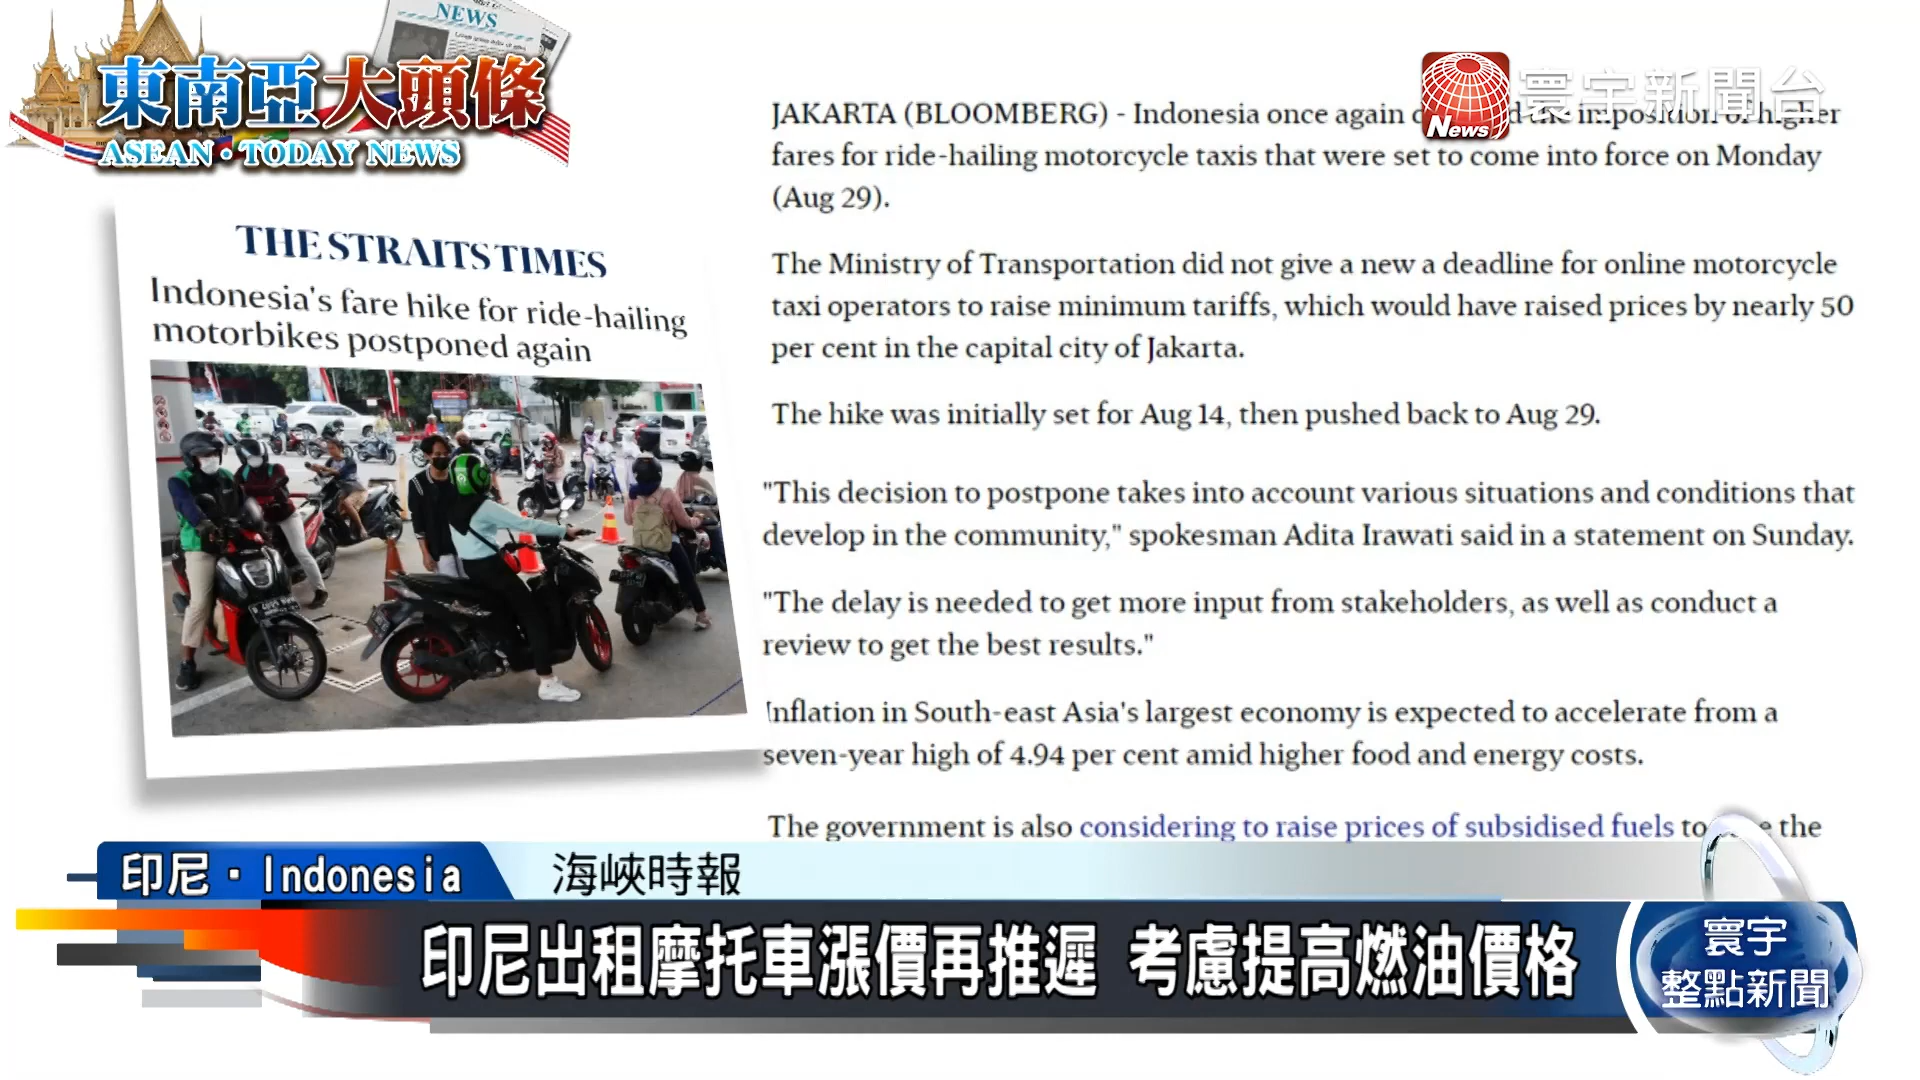 NEWS
東南亞大頭條
ASEAN·TODAY NEWS
News
寰宇新聞台
THE STRAITS TIMES
Indonesia's fare hike for ride-hailing
motorbikes postponed again
JAKARTA (BLOOMBERG) - Indonesia once again the imposition of higher
fares for ride-hailing motorcycle taxis that were set to come into force on Monday
(Aug 29).
The Ministry of Transportation did not give a new a deadline for online motorcycle
taxi operators to raise minimum tariffs, which would have raised prices by nearly 50
per cent in the capital city of Jakarta.
The hike was initially set for Aug 14, then pushed back to Aug 29.
"This decision to postpone takes into account various situations and conditions that
develop in the community," spokesman Adita Irawati said in a statement on Sunday.
"The delay is needed to get more input from stakeholders, as well as conduct a
review to get the best results."
Inflation in South-east Asia's largest economy is expected to accelerate from a
seven-year high of 4.94 per cent amid higher food and energy costs.
The government is also considering to raise prices of subsidised fuels to the
印尼·Indonesia
海峽時報
印尼出租摩托車漲價再推遲 考慮提高燃油價格
寰宇
整點新聞